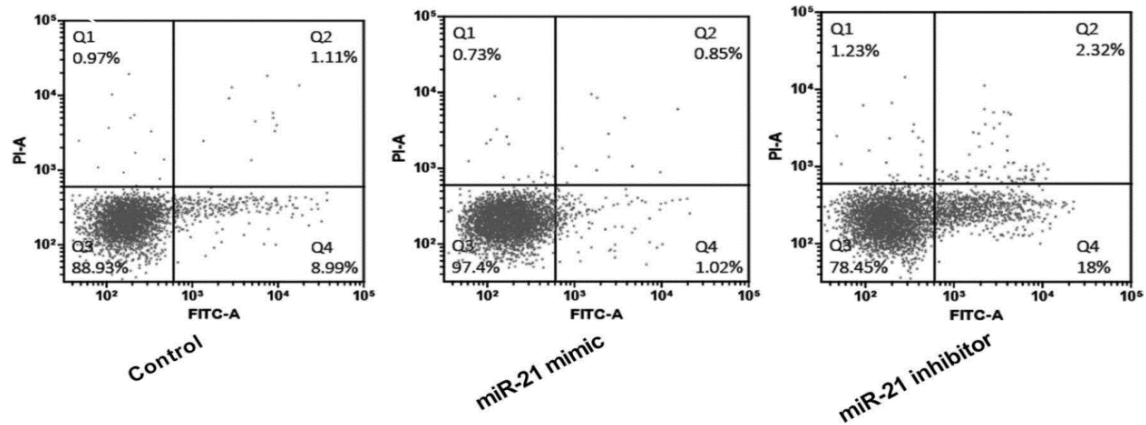 10⁵
10⁴
10³
10²
PI-A
Q1
0.97%
Q2
1.11%
Q3
88.93%
Q4
8.99%
10² 10³ 10⁴ 10⁵
FITC-A
Control
10⁵
10⁴
10³
10²
PI-A
Q1
0.73%
Q2
0.85%
Q3
97.4%
Q4
1.02%
10² 10³ 10⁴ 10⁵
FITC-A
miR-21 mimic
10⁵
10⁴
10³
10²
PI-A
Q1
1.23%
Q2
2.32%
Q3
78.45%
Q4
18%
10² 10³ 10⁴ 10⁵
FITC-A
miR-21 inhibitor